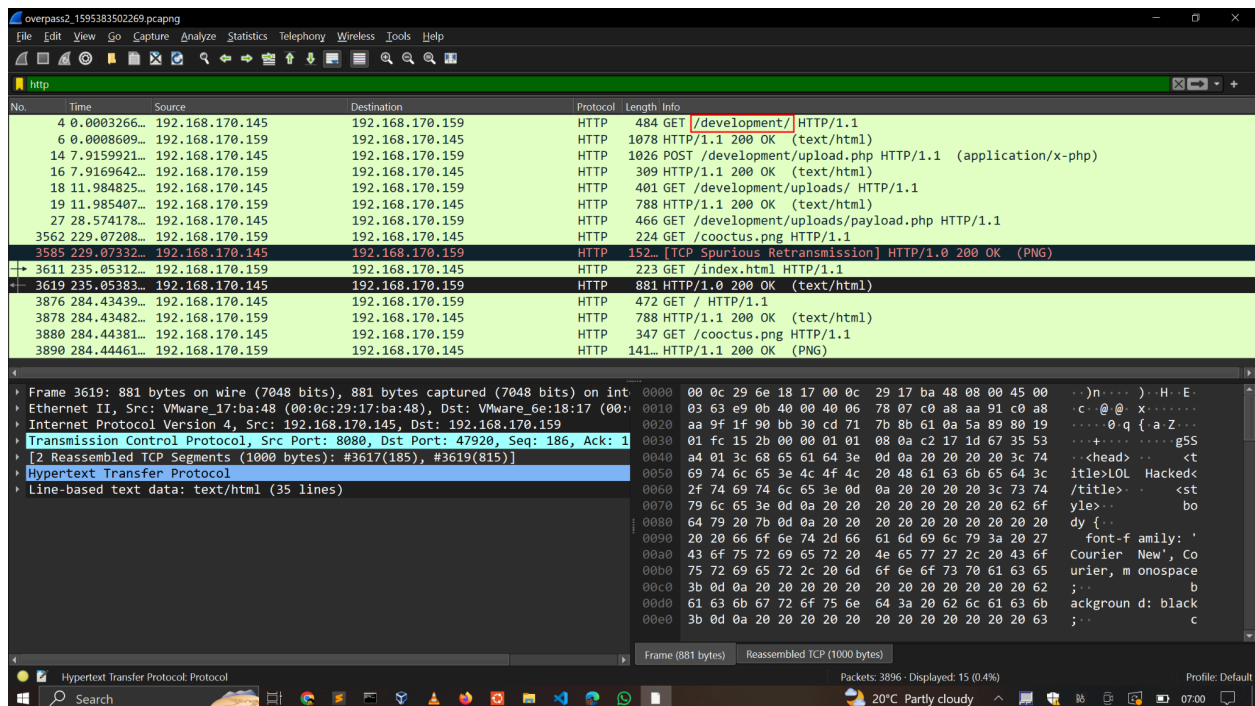 overpass2_1595383502269.pcapng
File Edit View Go Capture Analyze Statistics Telephony Wireless Tools Help
http
No. Time Source Destination Protocol Length Info
4 0.0003266… 192.168.170.145 192.168.170.159 HTTP 484 GET /development/ HTTP/1.1
6 0.0008609… 192.168.170.159 192.168.170.145 HTTP 1078 HTTP/1.1 200 OK (text/html)
14 7.9159921… 192.168.170.145 192.168.170.159 HTTP 1026 POST /development/upload.php HTTP/1.1 (application/x-php)
16 7.9169642… 192.168.170.159 192.168.170.145 HTTP 309 HTTP/1.1 200 OK (text/html)
18 11.984825… 192.168.170.145 192.168.170.159 HTTP 401 GET /development/uploads/ HTTP/1.1
19 11.985407… 192.168.170.159 192.168.170.145 HTTP 788 HTTP/1.1 200 OK (text/html)
27 28.574178… 192.168.170.145 192.168.170.159 HTTP 466 GET /development/uploads/payload.php HTTP/1.1
3562 229.07208… 192.168.170.159 192.168.170.145 HTTP 224 GET /cooctus.png HTTP/1.1
3585 229.07332… 192.168.170.145 192.168.170.159 HTTP 152… [TCP Spurious Retransmission] HTTP/1.0 200 OK (PNG)
3611 235.05312… 192.168.170.159 192.168.170.145 HTTP 223 GET /index.html HTTP/1.1
3619 235.05383… 192.168.170.145 192.168.170.159 HTTP 881 HTTP/1.0 200 OK (text/html)
3876 284.43439… 192.168.170.145 192.168.170.159 HTTP 472 GET / HTTP/1.1
3878 284.43482… 192.168.170.159 192.168.170.145 HTTP 788 HTTP/1.1 200 OK (text/html)
3880 284.44381… 192.168.170.145 192.168.170.159 HTTP 347 GET /cooctus.png HTTP/1.1
3890 284.44461… 192.168.170.159 192.168.170.145 HTTP 141… HTTP/1.1 200 OK (PNG)
Frame 3619: 881 bytes on wire (7048 bits), 881 bytes captured (7048 bits) on int
Ethernet II, Src: VMware_17:ba:48 (00:0c:29:17:ba:48), Dst: VMware_6e:18:17 (00:
Internet Protocol Version 4, Src: 192.168.170.145, Dst: 192.168.170.159
Transmission Control Protocol, Src Port: 8080, Dst Port: 47920, Seq: 186, Ack: 1
[2 Reassembled TCP Segments (1000 bytes): #3617(185), #3619(815)]
Hypertext Transfer Protocol
Line-based text data: text/html (35 lines)
0000 00 0c 29 6e 18 17 00 0c 29 17 ba 48 08 00 45 00 ··)n···· )··H··E·
0010 03 63 e9 0b 40 00 40 06 78 07 c0 a8 aa 91 c0 a8 ·c··@·@· x·······
0020 aa 9f 1f 90 bb 30 cd 71 7b 8b 61 0a 5a 89 80 19 ·····0·q {·a·Z···
0030 01 fc 15 2b 00 00 01 01 08 0a c2 17 1d 67 35 53 ···+···· ·····g5S
0040 a4 01 3c 68 65 61 64 3e 0d 0a 20 20 20 20 3c 74 ··<head> ·· <t
0050 69 74 6c 65 3e 4c 4f 4c 20 48 61 63 6b 65 64 3c itle>LOL Hacked<
0060 2f 74 69 74 6c 65 3e 0d 0a 20 20 20 20 3c 73 74 /title>· · <st
0070 79 6c 65 3e 0d 0a 20 20 20 20 20 20 20 20 62 6f yle>·· bo
0080 64 79 20 7b 0d 0a 20 20 20 20 20 20 20 20 20 20 dy {··
0090 20 20 66 6f 6e 74 2d 66 61 6d 69 6c 79 3a 20 27 font-f amily: '
00a0 43 6f 75 72 69 65 72 20 4e 65 77 27 2c 20 43 6f Courier New', Co
00b0 75 72 69 65 72 2c 20 6d 6f 6e 6f 73 70 61 63 65 urier, m onospace
00c0 3b 0d 0a 20 20 20 20 20 20 20 20 20 20 20 20 62 ;·· b
00d0 61 63 6b 67 72 6f 75 6e 64 3a 20 62 6c 61 63 6b ackgroun d: black
00e0 3b 0d 0a 20 20 20 20 20 20 20 20 20 20 20 20 63 ;·· c
Frame (881 bytes) Reassembled TCP (1000 bytes)
Hypertext Transfer Protocol: Protocol Packets: 3896 · Displayed: 15 (0.4%) Profile: Default
Search 20°C Partly cloudy 07:00